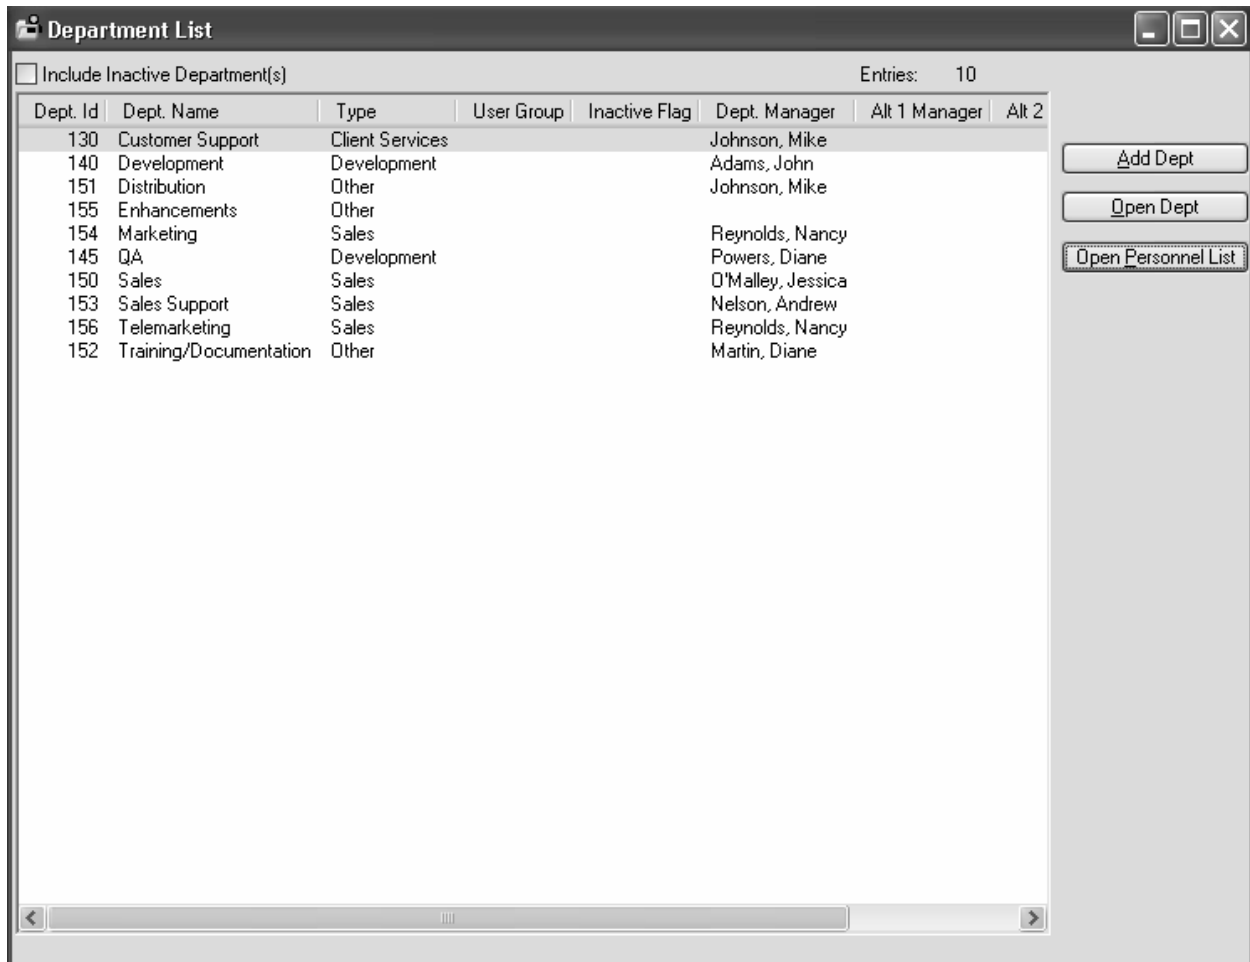 Department List
Include Inactive Department(s) Entries: 10
Dept. Id Dept. Name Type User Group Inactive Flag Dept. Manager Alt 1 Manager Alt 2
130 Customer Support Client Services Johnson, Mike
140 Development Development Adams, John
151 Distribution Other Johnson, Mike
155 Enhancements Other
154 Marketing Sales Reynolds, Nancy
145 QA Development Powers, Diane
150 Sales Sales O'Malley, Jessica
153 Sales Support Sales Nelson, Andrew
156 Telemarketing Sales Reynolds, Nancy
152 Training/Documentation Other Martin, Diane
Add Dept
Open Dept
Open Personnel List